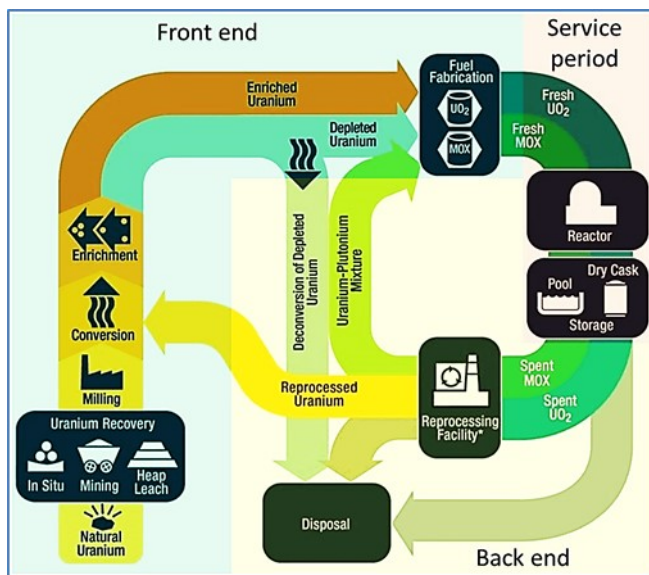 Front end
Service
period
Enriched
Uranium
Fuel
Fabrication
UO₂
MOX
Fresh
UO₂
Fresh
MOX
Depleted
Uranium
Enrichment
Deconversion of Depleted
Uranium
Uranium-Plutonium
Mixture
Reactor
Dry Cask
Pool
Storage
Conversion
Reprocessed
Uranium
Spent
MOX
Spent
UO₂
Reprocessing
Facility*
Milling
Uranium Recovery
In Situ
Mining
Heap
Leach
Natural
Uranium
Disposal
Back end